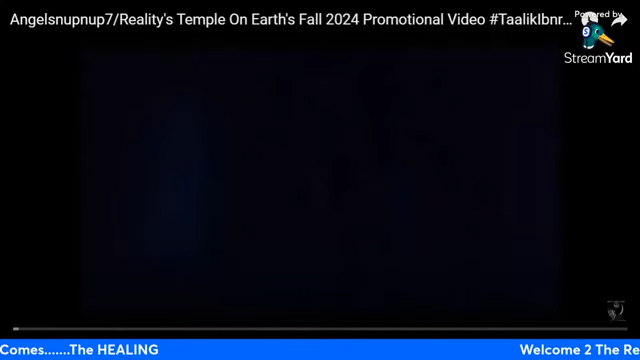 Angelsnupnup7/Reality's Temple On Earth's Fall 2024 Promotional Video #TaalikIbnr...
Powered by
StreamYard
Comes.......The HEALING
Welcome 2 The Re